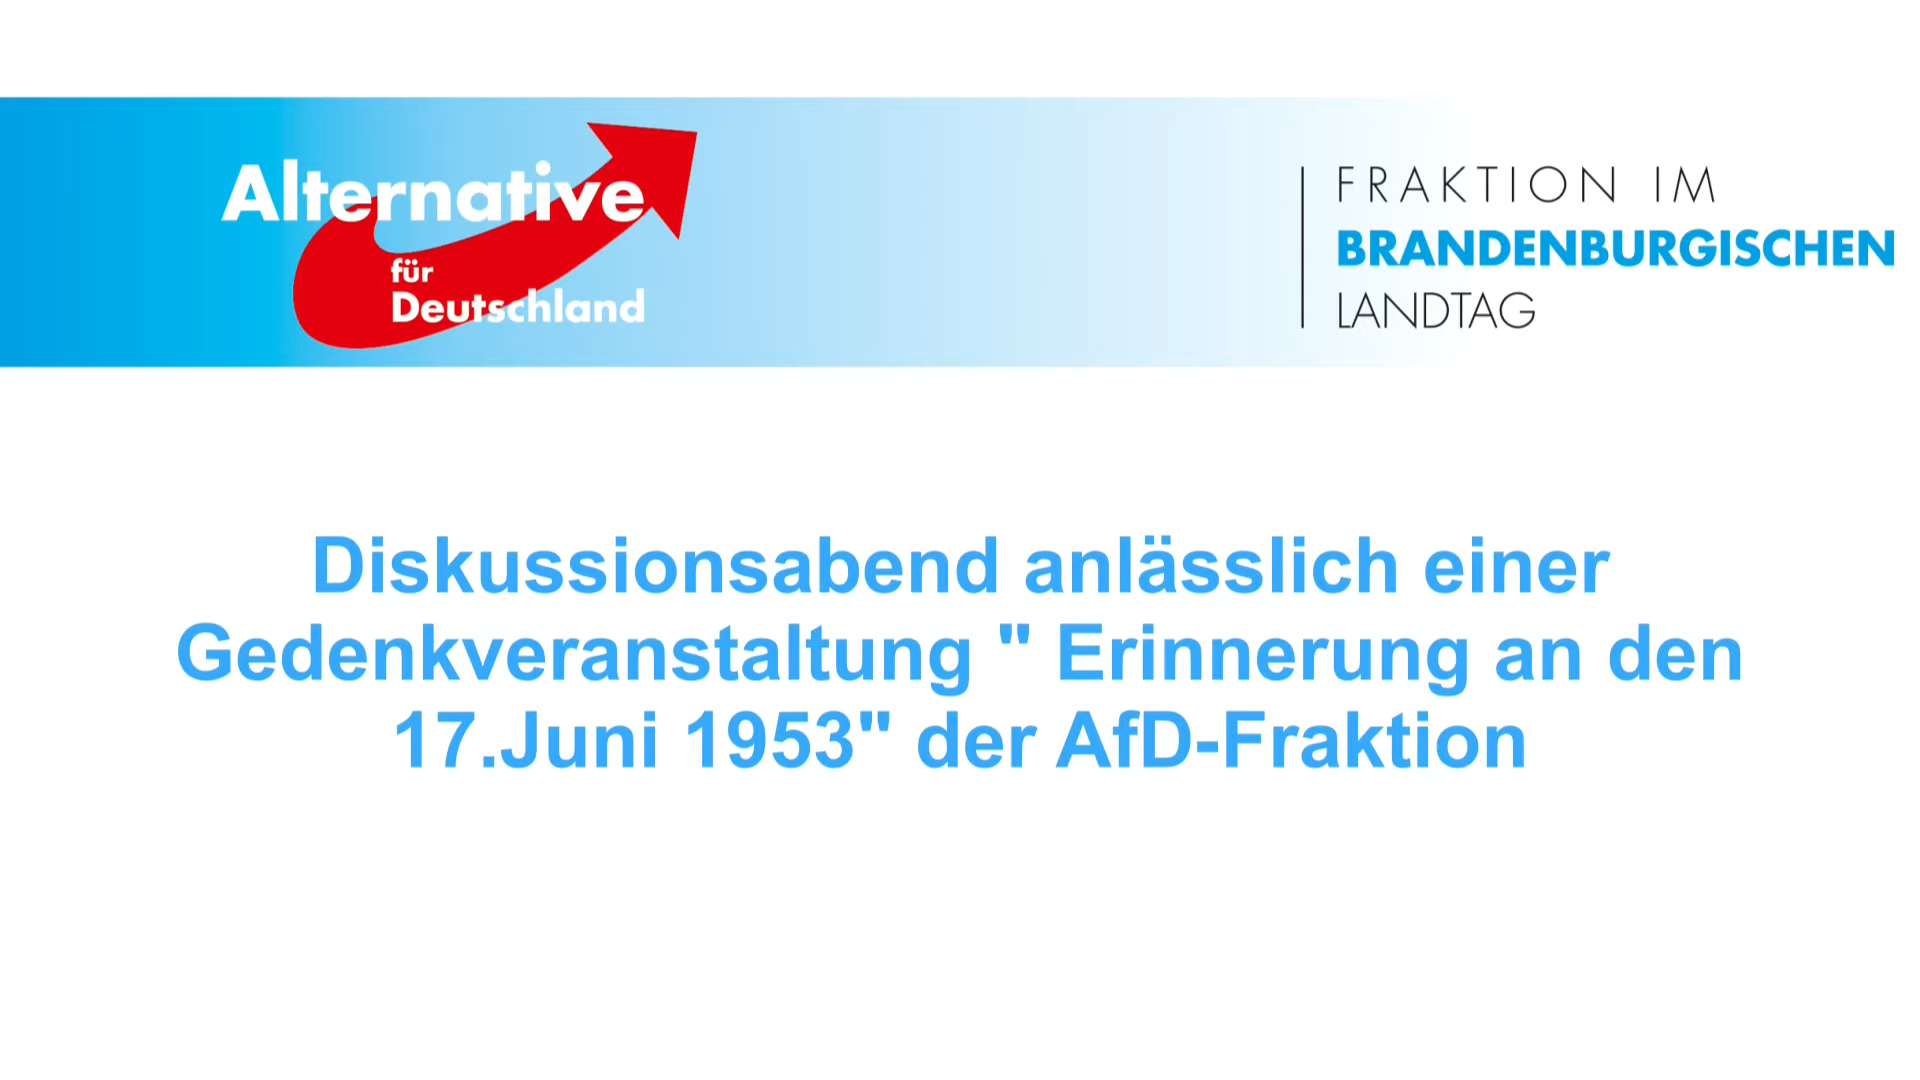 Alternative
für
Deutschland
FRAKTION IM
BRANDENBURGISCHEN
LANDTAG
Diskussionsabend anlässlich einer
Gedenkveranstaltung " Erinnerung an den
17.Juni 1953" der AfD-Fraktion